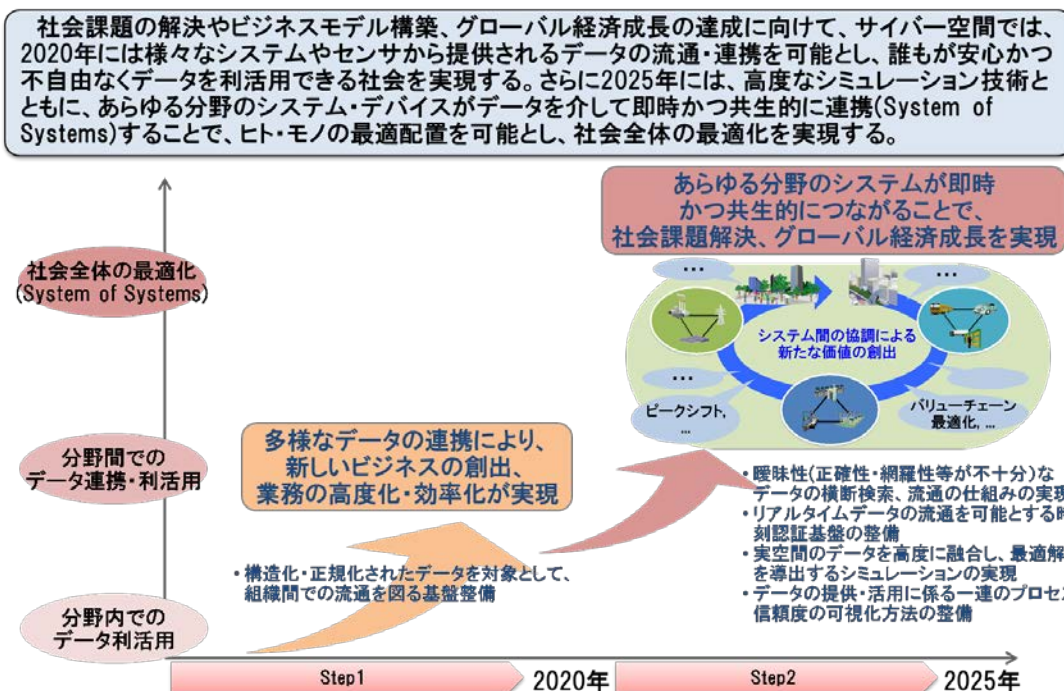 社会課題の解決やビジネスモデル構築、グローバル経済成長の達成に向けて、サイバー空間では、
2020年には様々なシステムやセンサから提供されるデータの流通・連携を可能とし、誰もが安心かつ
不自由なくデータを利活用できる社会を実現する。さらに2025年には、高度なシミュレーション技術と
ともに、あらゆる分野のシステム・デバイスがデータを介して即時かつ共生的に連携(System of
Systems)することで、ヒト・モノの最適配置を可能とし、社会全体の最適化を実現する。
あらゆる分野のシステムが即時
かつ共生的につながることで、
社会課題解決、グローバル経済成長を実現
社会全体の最適化
(System of Systems)
…
…
システム間の協調による
新たな価値の創出
…
ピークシフト,
…
バリューチェーン
最適化, …
多様なデータの連携により、
新しいビジネスの創出、
業務の高度化・効率化が実現
分野間での
データ連携・利活用
・曖昧性(正確性・網羅性等が不十分)な
データの横断検索、流通の仕組みの実現
・リアルタイムデータの流通を可能とする時
刻認証基盤の整備
・実空間のデータを高度に融合し、最適解
を導出するシミュレーションの実現
・データの提供・活用に係る一連のプロセス
信頼度の可視化方法の整備
・構造化・正規化されたデータを対象として、
組織間での流通を図る基盤整備
分野内での
データ利活用
Step1
2020年
Step2
2025年